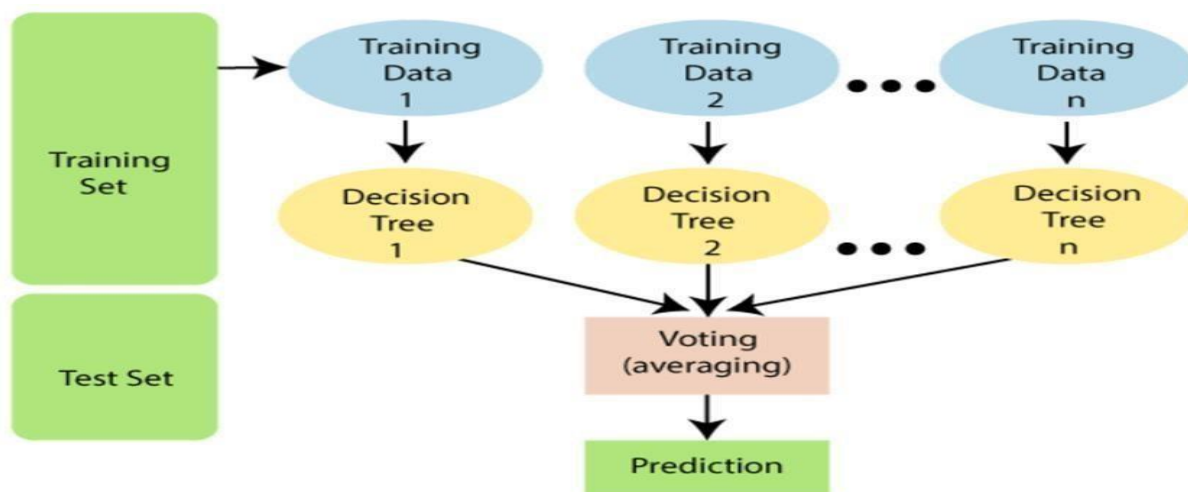 Training
Set
Test Set
Training
Data
1
Training
Data
2
Training
Data
n
Decision
Tree
1
Decision
Tree
2
Decision
Tree
n
Voting
(averaging)
Prediction